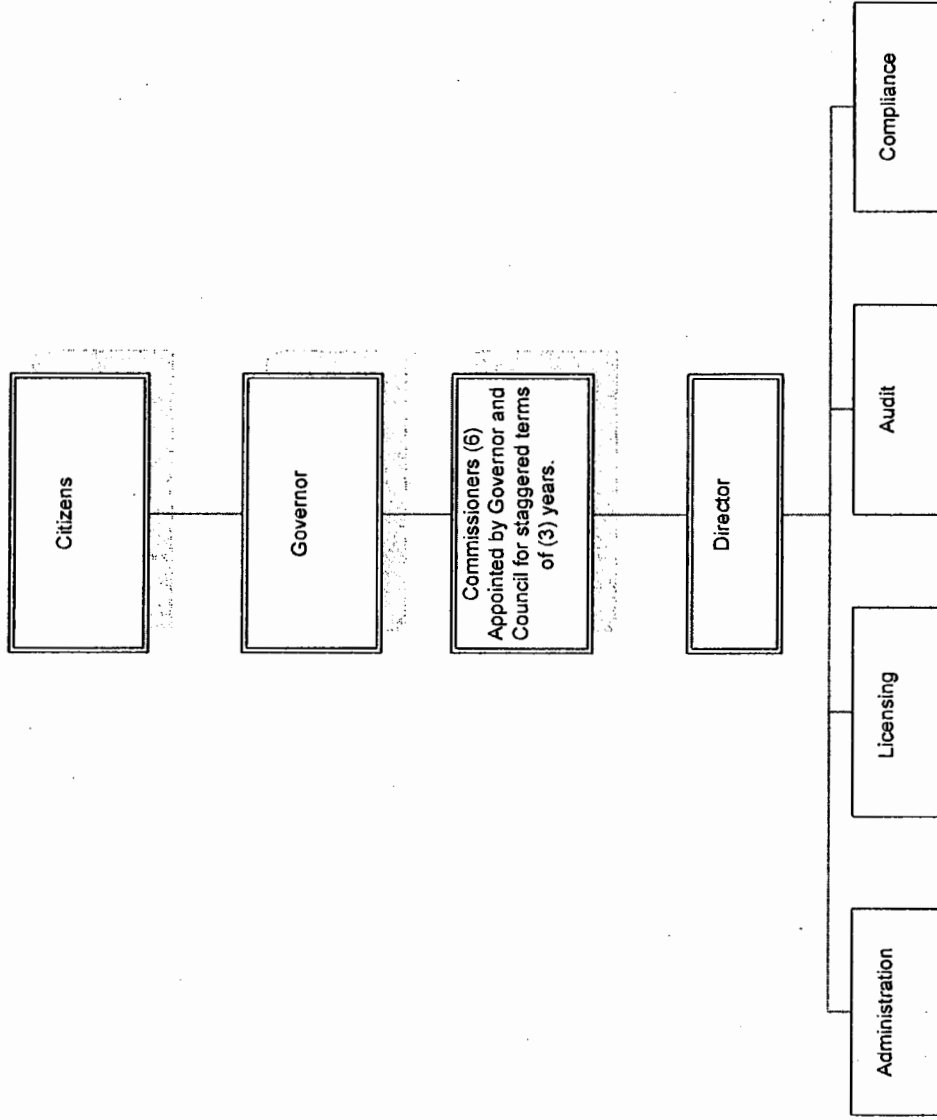 Citizens
Governor
Commissioners (6)
Appointed by Governor and
Council for staggered terms
of (3) years.
Director
Administration
Licensing
Audit
Compliance